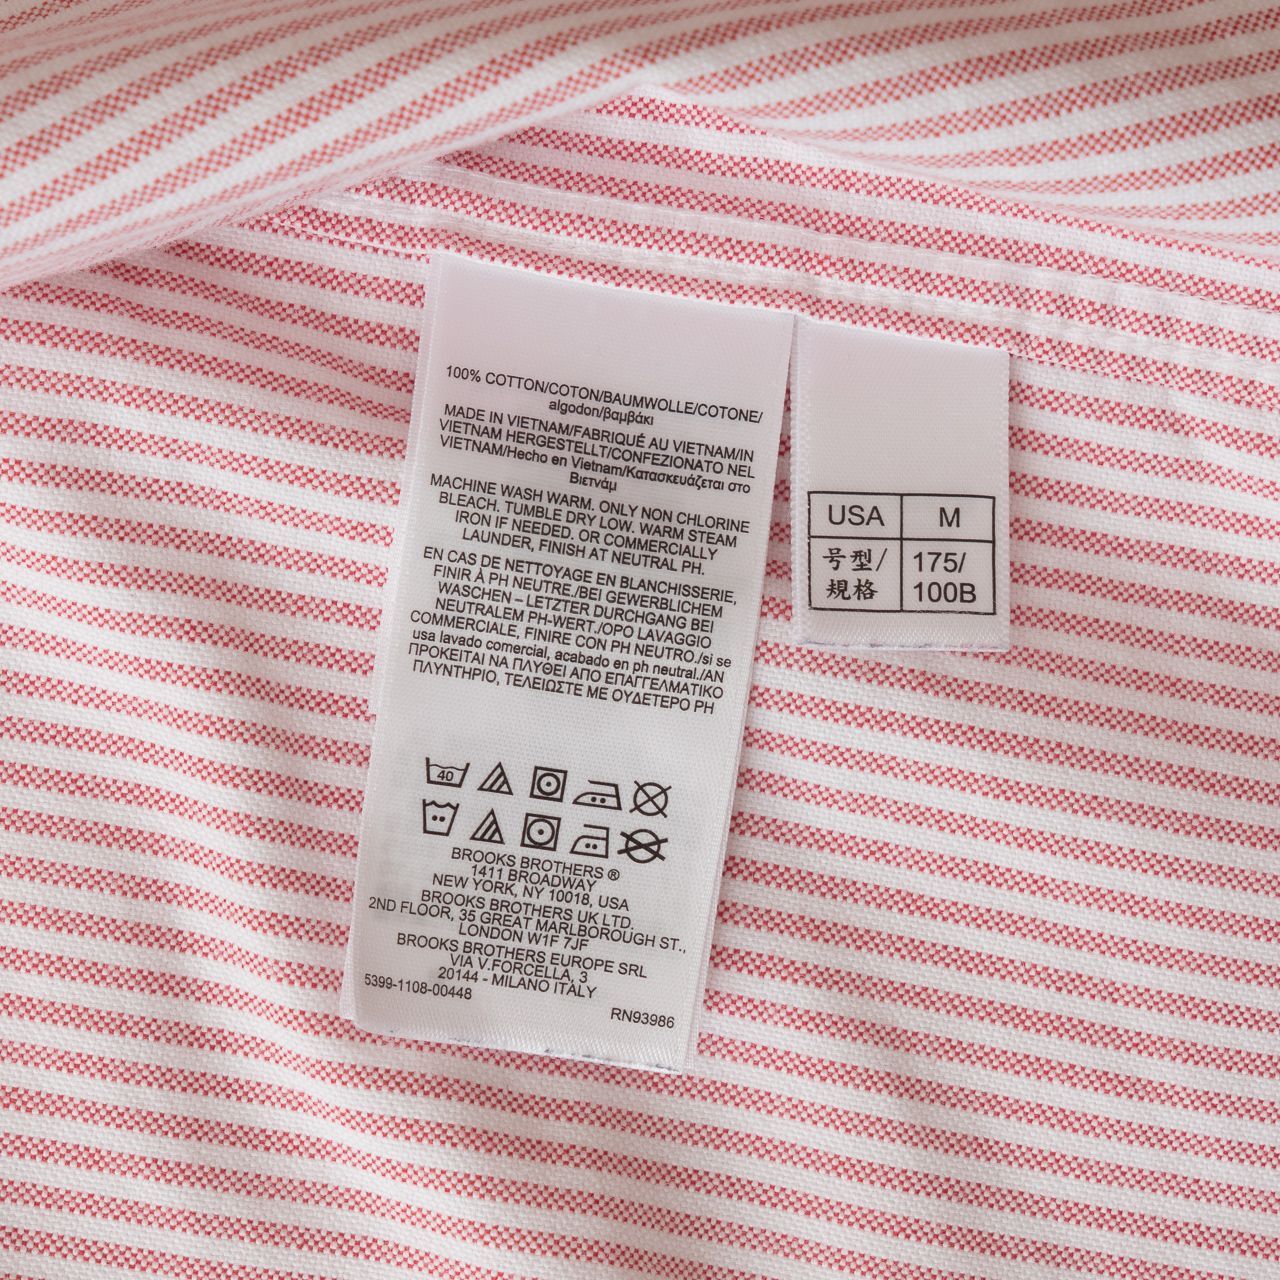 100% COTTON/COTON/BAUMWOLLE/COTONE/
algodon/βαμβάκι
MADE IN VIETNAM/FABRIQUÉ AU VIETNAM/IN
VIETNAM HERGESTELLT/CONFEZIONATO NEL
VIETNAM/Hecho en Vietnam/Κατασκευάζεται στο
Βιετνάμ
MACHINE WASH WARM. ONLY NON CHLORINE
BLEACH. TUMBLE DRY LOW. WARM STEAM
IRON IF NEEDED. OR COMMERCIALLY
LAUNDER, FINISH AT NEUTRAL PH.
EN CAS DE NETTOYAGE EN BLANCHISSERIE,
FINIR À PH NEUTRE./BEI GEWERBLICHEM
WASCHEN – LETZTER DURCHGANG BEI
NEUTRALEM PH-WERT./OPO LAVAGGIO
COMMERCIALE, FINIRE CON PH NEUTRO./si se
usa lavado comercial, acabado en ph neutral./ΑΝ
ΠΡΟΚΕΙΤΑΙ ΝΑ ΠΛΥΘΕΙ ΑΠΟ ΕΠΑΓΓΕΛΜΑΤΙΚΟ
ΠΛΥΝΤΗΡΙΟ, ΤΕΛΕΙΩΣΤΕ ΜΕ ΟΥΔΕΤΕΡΟ PH
40
BROOKS BROTHERS ®
1411 BROADWAY
NEW YORK, NY 10018, USA
BROOKS BROTHERS UK LTD.
2ND FLOOR, 35 GREAT MARLBOROUGH ST.,
LONDON W1F 7JF
BROOKS BROTHERS EUROPE SRL
VIA V.FORCELLA, 3
20144 - MILANO ITALY
5399-1108-00448
RN93986
USA M
号型/ 175/
規格 100B